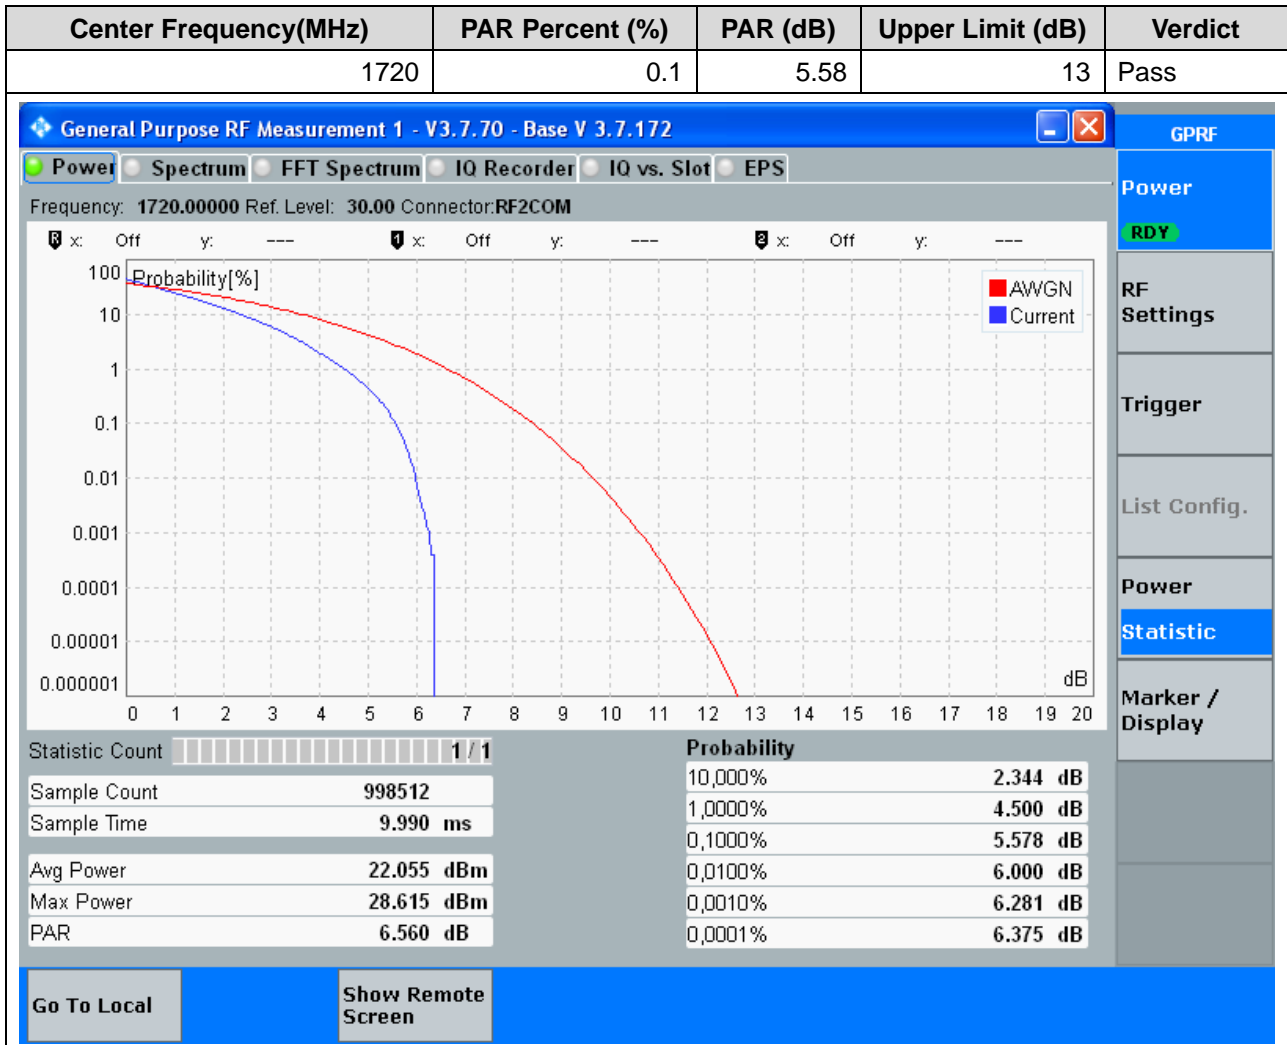 Center Frequency(MHz) PAR Percent (%) PAR (dB) Upper Limit (dB) Verdict
1720 0.1 5.58 13 Pass
General Purpose RF Measurement 1 - V3.7.70 - Base V 3.7.172
GPRF
Power Spectrum FFT Spectrum IQ Recorder IQ vs. Slot EPS
Power
RDY
Frequency: 1720.00000 Ref. Level: 30.00 Connector:RF2COM
R x: Off y: --- 1 x: Off y: --- 2 x: Off y: ---
Probability[%]
AWGN
Current
100
10
1
0.1
0.01
0.001
0.0001
0.00001
0.000001
dB
0 1 2 3 4 5 6 7 8 9 10 11 12 13 14 15 16 17 18 19 20
RF
Settings
Trigger
List Config.
Power
Statistic
Marker /
Display
Statistic Count 1 / 1
Sample Count 998512
Sample Time 9.990 ms
Avg Power 22.055 dBm
Max Power 28.615 dBm
PAR 6.560 dB
Probability
10,000% 2.344 dB
1,0000% 4.500 dB
0,1000% 5.578 dB
0,0100% 6.000 dB
0,0010% 6.281 dB
0,0001% 6.375 dB
Go To Local
Show Remote
Screen